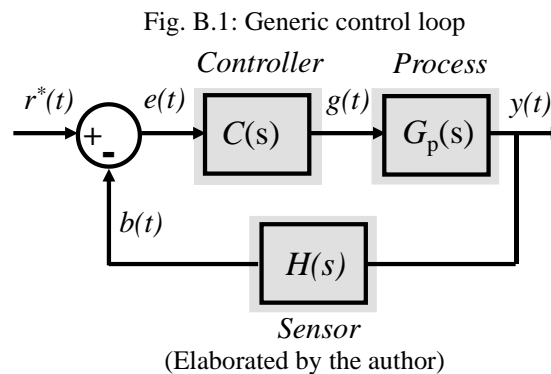 Fig. B.1: Generic control loop
Controller Process
r*(t) e(t) g(t) y(t)
+ - C(s) Gp(s)
b(t)
H(s)
Sensor
(Elaborated by the author)